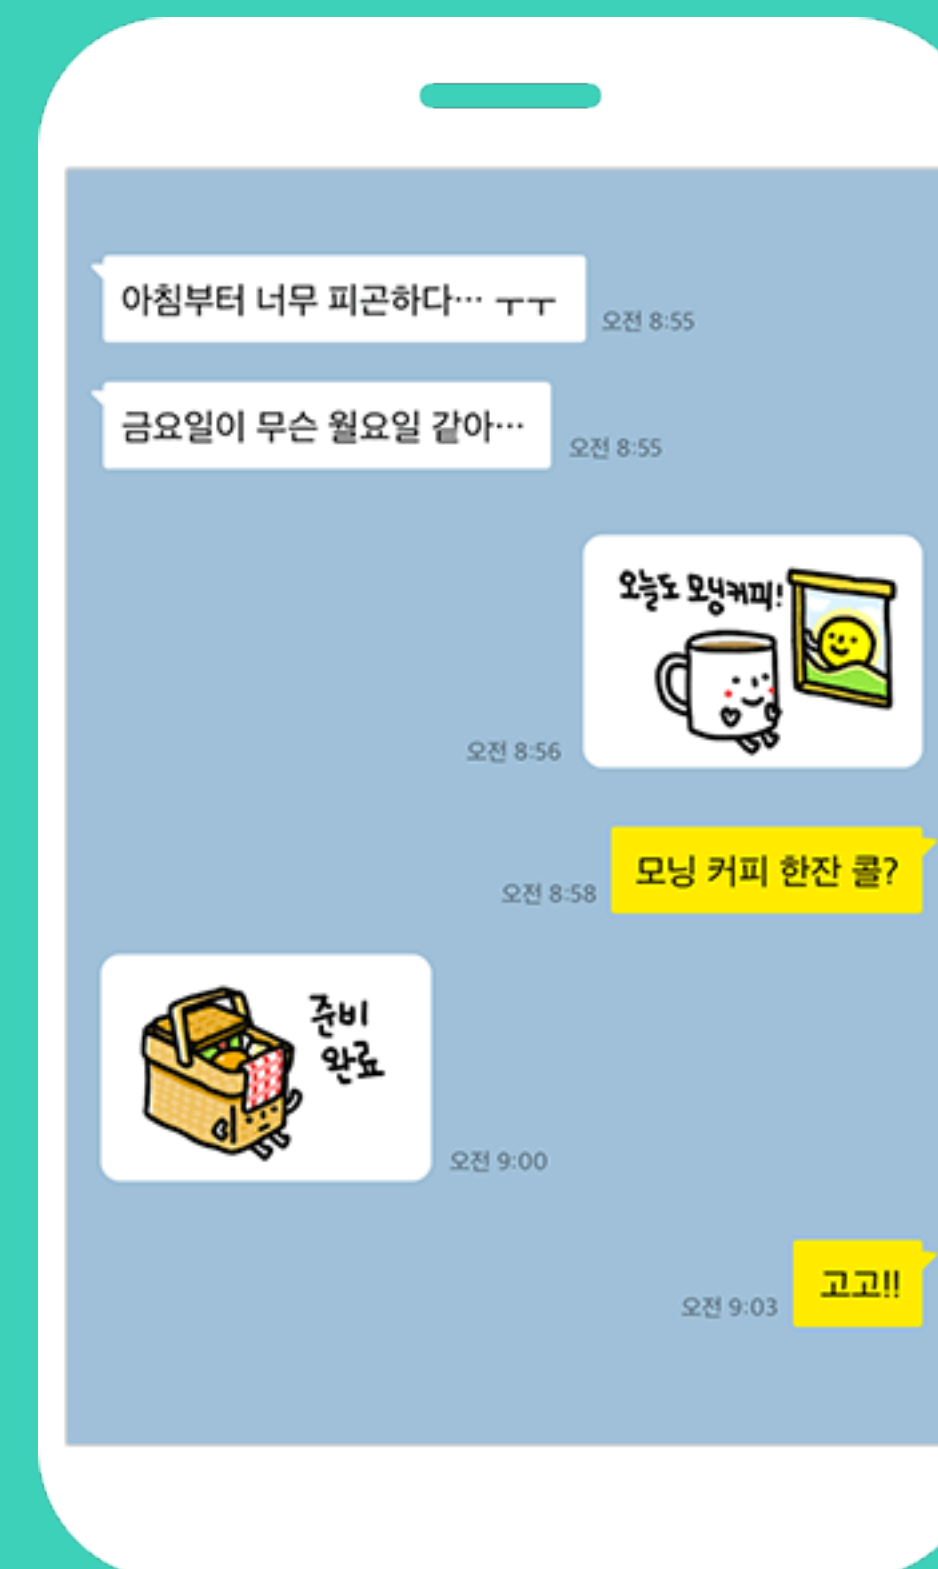 아침부터 너무 피곤하다… ㅜㅜ
오전 8:55
금요일이 무슨 월요일 같아…
오전 8:55
오늘도 모닝커피!
오전 8:56
모닝 커피 한잔 콜?
오전 8:58
준비
완료
오전 9:00
고고!!
오전 9:03